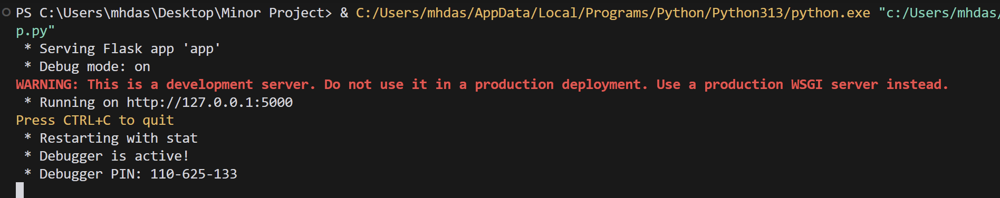 PS C:\Users\mhdas\Desktop\Minor Project> & C:/Users/mhdas/AppData/Local/Programs/Python/Python313/python.exe "c:/Users/mhdas/
p.py"
 * Serving Flask app 'app'
 * Debug mode: on
WARNING: This is a development server. Do not use it in a production deployment. Use a production WSGI server instead.
 * Running on http://127.0.0.1:5000
Press CTRL+C to quit
 * Restarting with stat
 * Debugger is active!
 * Debugger PIN: 110-625-133